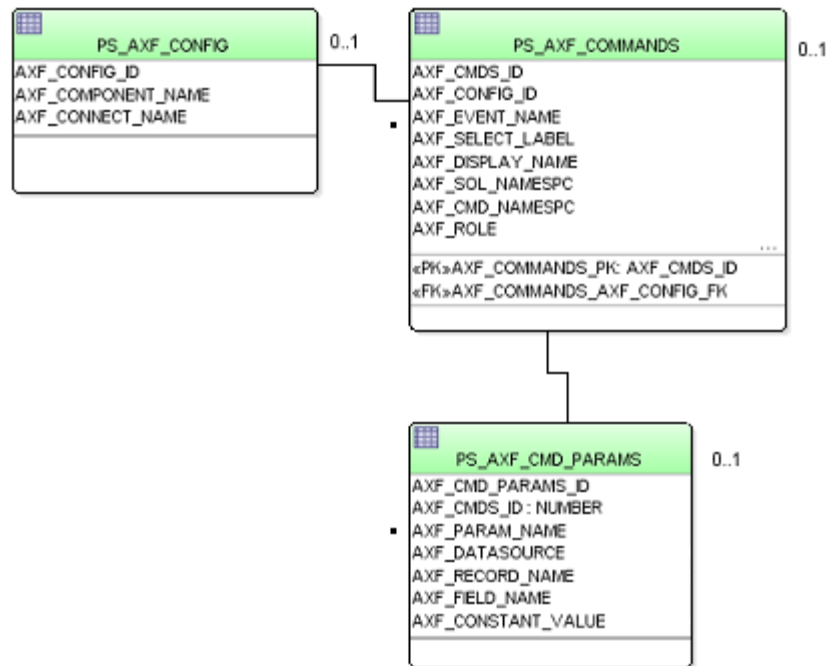 PS_AXF_CONFIG
0..1
AXF_CONFIG_ID
AXF_COMPONENT_NAME
AXF_CONNECT_NAME
PS_AXF_COMMANDS
0..1
AXF_CMDS_ID
AXF_CONFIG_ID
AXF_EVENT_NAME
AXF_SELECT_LABEL
AXF_DISPLAY_NAME
AXF_SOL_NAMESPC
AXF_CMD_NAMESPC
AXF_ROLE
...
«PK»AXF_COMMANDS_PK: AXF_CMDS_ID
«FK»AXF_COMMANDS_AXF_CONFIG_FK
PS_AXF_CMD_PARAMS
0..1
AXF_CMD_PARAMS_ID
AXF_CMDS_ID : NUMBER
AXF_PARAM_NAME
AXF_DATASOURCE
AXF_RECORD_NAME
AXF_FIELD_NAME
AXF_CONSTANT_VALUE